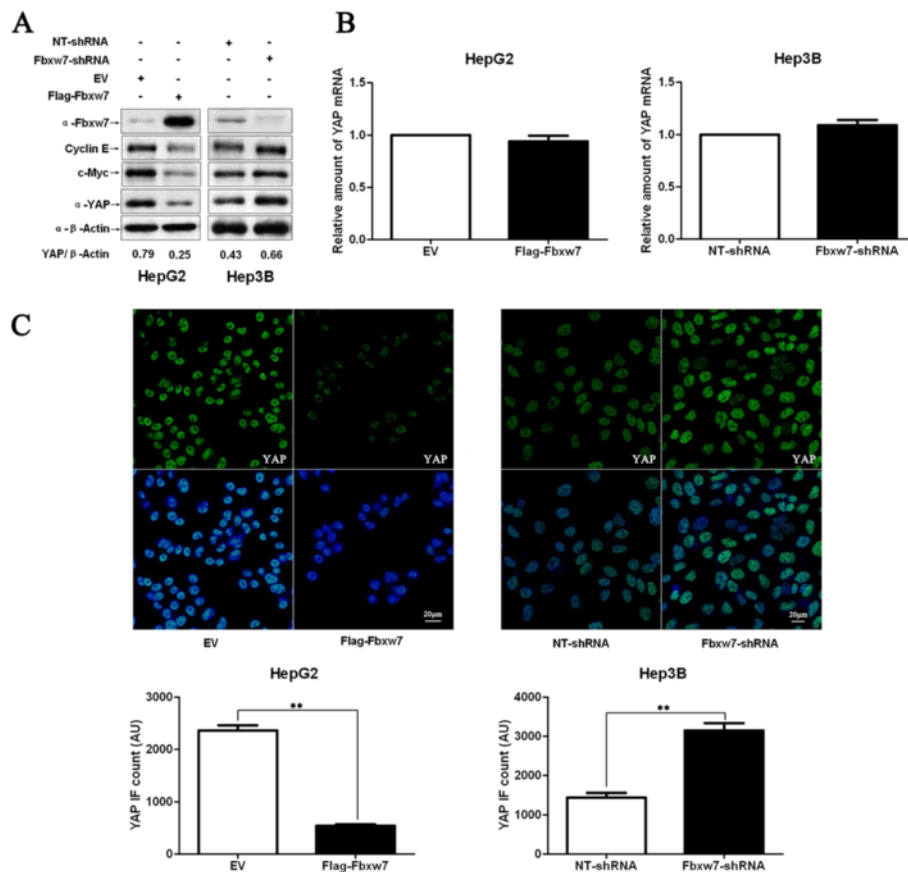 A
NT-shRNA - - + -
Fbxw7-shRNA - - - +
EV + - - -
Flag-Fbxw7 - + - -
α-Fbxw7→
Cyclin E→
c-Myc→
α-YAP→
α-β-Actin→
YAP/β-Actin 0.79 0.25 0.43 0.66
HepG2 Hep3B
B
HepG2
Relative amount of YAP mRNA
1.5
1.0
0.5
0.0
EV Flag-Fbxw7
Hep3B
Relative amount of YAP mRNA
1.5
1.0
0.5
0.0
NT-shRNA Fbxw7-shRNA
C
YAP YAP YAP YAP
20μm 20μm
EV Flag-Fbxw7 NT-shRNA Fbxw7-shRNA
HepG2
YAP IF count (AU)
3000
2000
1000
0
**
EV Flag-Fbxw7
Hep3B
YAP IF count (AU)
4000
3000
2000
1000
0
**
NT-shRNA Fbxw7-shRNA